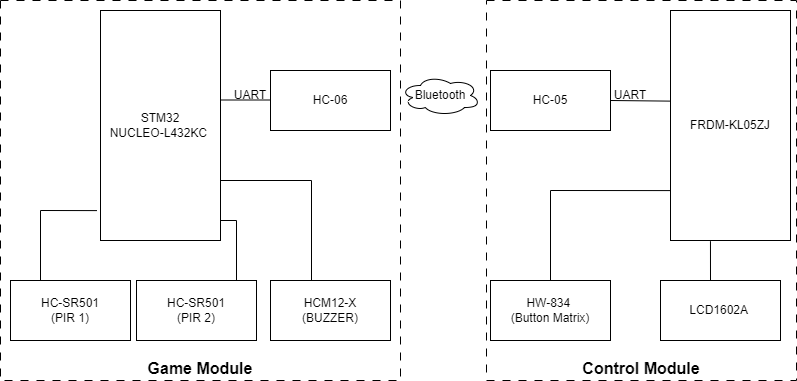 STM32
NUCLEO-L432KC
UART
HC-06
Bluetooth
HC-05
UART
FRDM-KL05ZJ
HC-SR501
(PIR 1)
HC-SR501
(PIR 2)
HCM12-X
(BUZZER)
HW-834
(Button Matrix)
LCD1602A
Game Module
Control Module